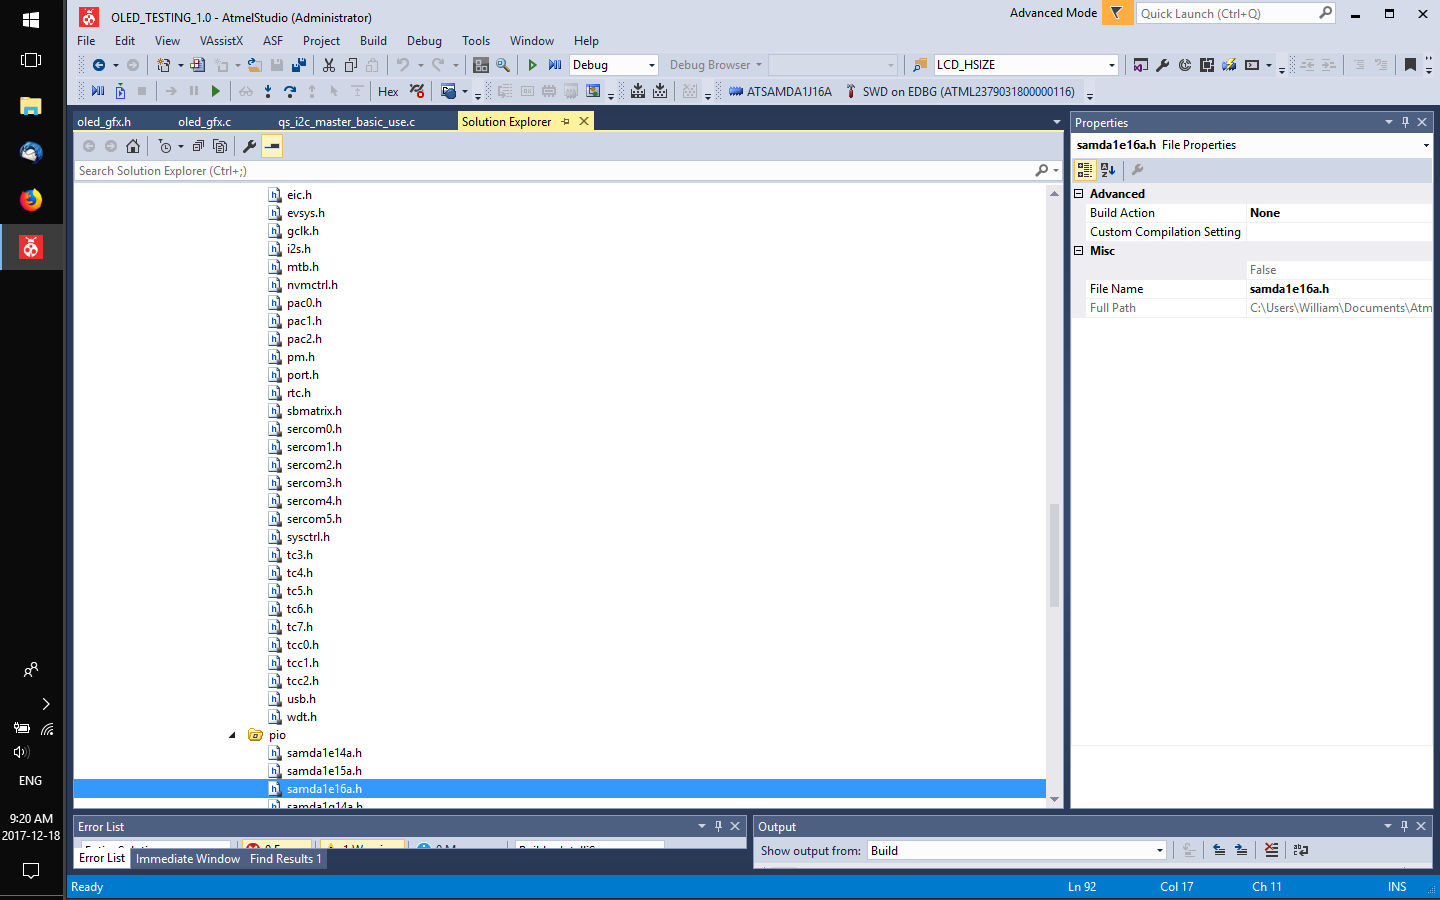 OLED_TESTING_1.0 - AtmelStudio (Administrator)
Advanced Mode
Quick Launch (Ctrl+Q)
File Edit View VAssistX ASF Project Build Debug Tools Window Help
Debug Debug Browser LCD_HSIZE
Hex ATSAMDA1J16A SWD on EDBG (ATML2379031800000116)
oled_gfx.h oled_gfx.c qs_i2c_master_basic_use.c Solution Explorer
Search Solution Explorer (Ctrl+;)
eic.h
evsys.h
gclk.h
i2s.h
mtb.h
nvmctrl.h
pac0.h
pac1.h
pac2.h
pm.h
port.h
rtc.h
sbmatrix.h
sercom0.h
sercom1.h
sercom2.h
sercom3.h
sercom4.h
sercom5.h
sysctrl.h
tc3.h
tc4.h
tc5.h
tc6.h
tc7.h
tcc0.h
tcc1.h
tcc2.h
usb.h
wdt.h
pio
samda1e14a.h
samda1e15a.h
samda1e16a.h
samda1g14a.h
Properties
samda1e16a.h File Properties
Advanced
Build Action None
Custom Compilation Setting
Misc
False
File Name samda1e16a.h
Full Path C:\Users\William\Documents\Atm
Error List
Error List Immediate Window Find Results 1
Output
Show output from: Build
Ready Ln 92 Col 17 Ch 11 INS
ENG
9:20 AM
2017-12-18